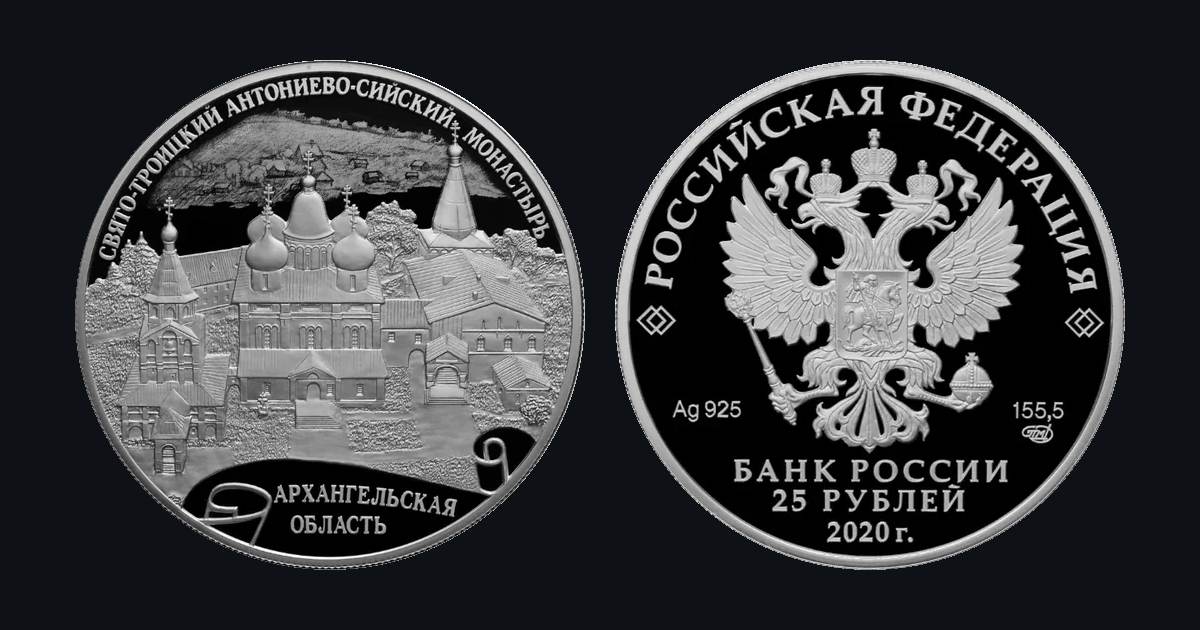 СВЯТО-ТРОИЦКИЙ АНТОНИЕВО-СИЙСКИЙ МОНАСТЫРЬ
АРХАНГЕЛЬСКАЯ
ОБЛАСТЬ
РОССИЙСКАЯ ФЕДЕРАЦИЯ
Ag 925
155,5
БАНК РОССИИ
25 РУБЛЕЙ
2020 г.